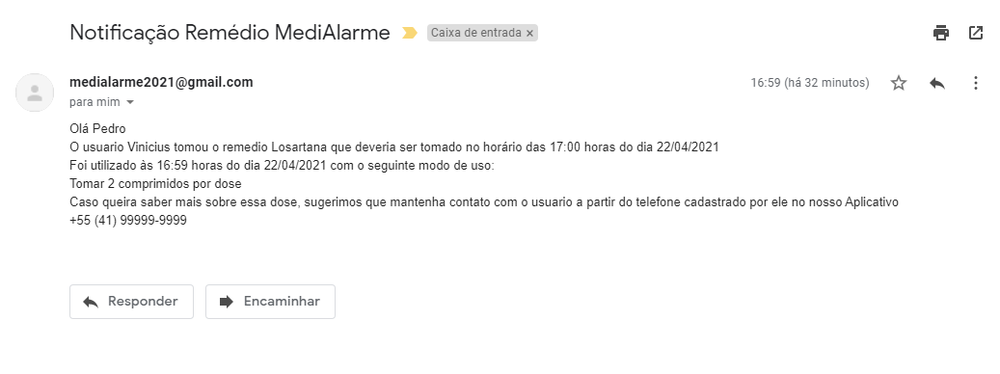 Notificação Remédio MediAlarme
Caixa de entrada ×
medialarme2021@gmail.com
16:59 (há 32 minutos)
para mim
Olá Pedro
O usuario Vinicius tomou o remedio Losartana que deveria ser tomado no horário das 17:00 horas do dia 22/04/2021
Foi utilizado às 16:59 horas do dia 22/04/2021 com o seguinte modo de uso:
Tomar 2 comprimidos por dose
Caso queira saber mais sobre essa dose, sugerimos que mantenha contato com o usuario a partir do telefone cadastrado por ele no nosso Aplicativo
+55 (41) 99999-9999
Responder
Encaminhar